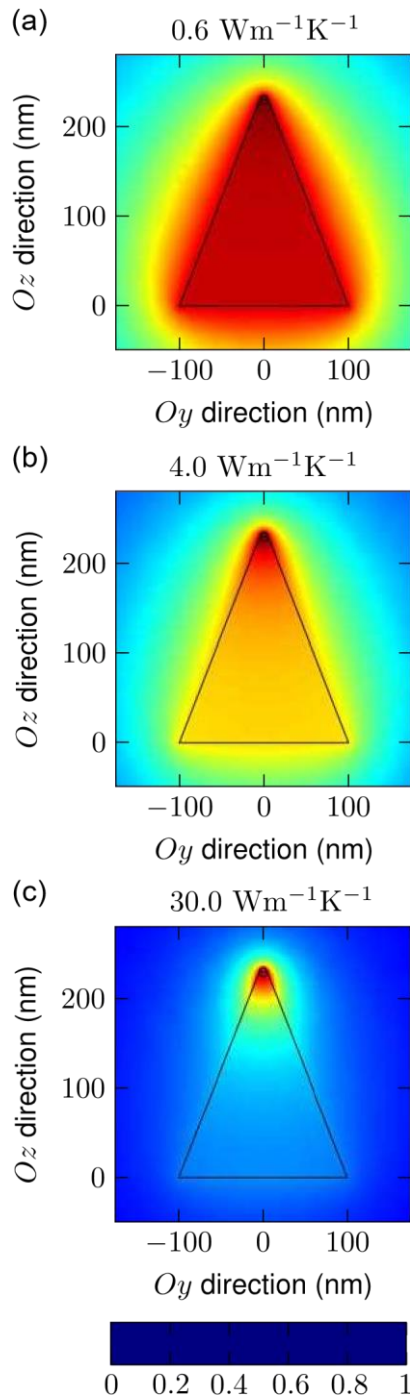 (a)
0.6 Wm⁻¹K⁻¹
200
100
0
Oz direction (nm)
−100 0 100
Oy direction (nm)
(b)
4.0 Wm⁻¹K⁻¹
200
100
0
Oz direction (nm)
−100 0 100
Oy direction (nm)
(c)
30.0 Wm⁻¹K⁻¹
200
100
0
Oz direction (nm)
−100 0 100
Oy direction (nm)
0 0.2 0.4 0.6 0.8 1